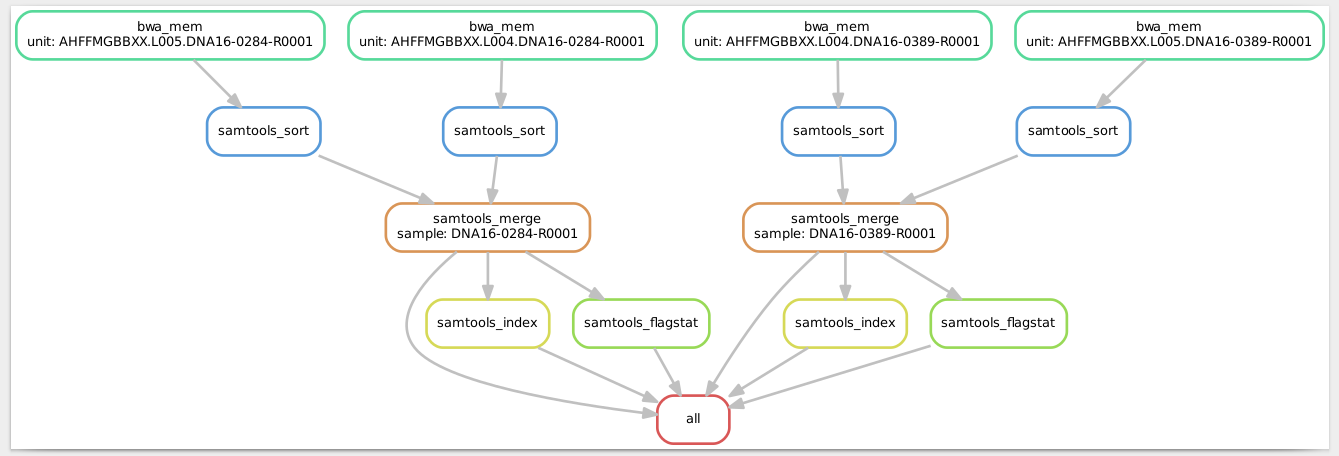 bwa_mem
unit: AHFFMGBBXX.L005.DNA16-0284-R0001
bwa_mem
unit: AHFFMGBBXX.L004.DNA16-0284-R0001
bwa_mem
unit: AHFFMGBBXX.L004.DNA16-0389-R0001
bwa_mem
unit: AHFFMGBBXX.L005.DNA16-0389-R0001
samtools_sort
samtools_sort
samtools_sort
samtools_sort
samtools_merge
sample: DNA16-0284-R0001
samtools_merge
sample: DNA16-0389-R0001
samtools_index
samtools_flagstat
samtools_index
samtools_flagstat
all